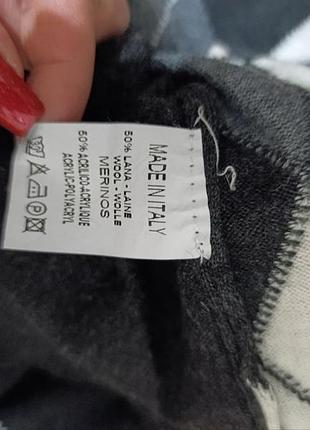 MADE IN ITALY
50% LANA - LAINE
WOOL - WOLLE
MERINOS
50% ACRILICO-ACRYLIQUE
ACRYLIC-POLYACRYL